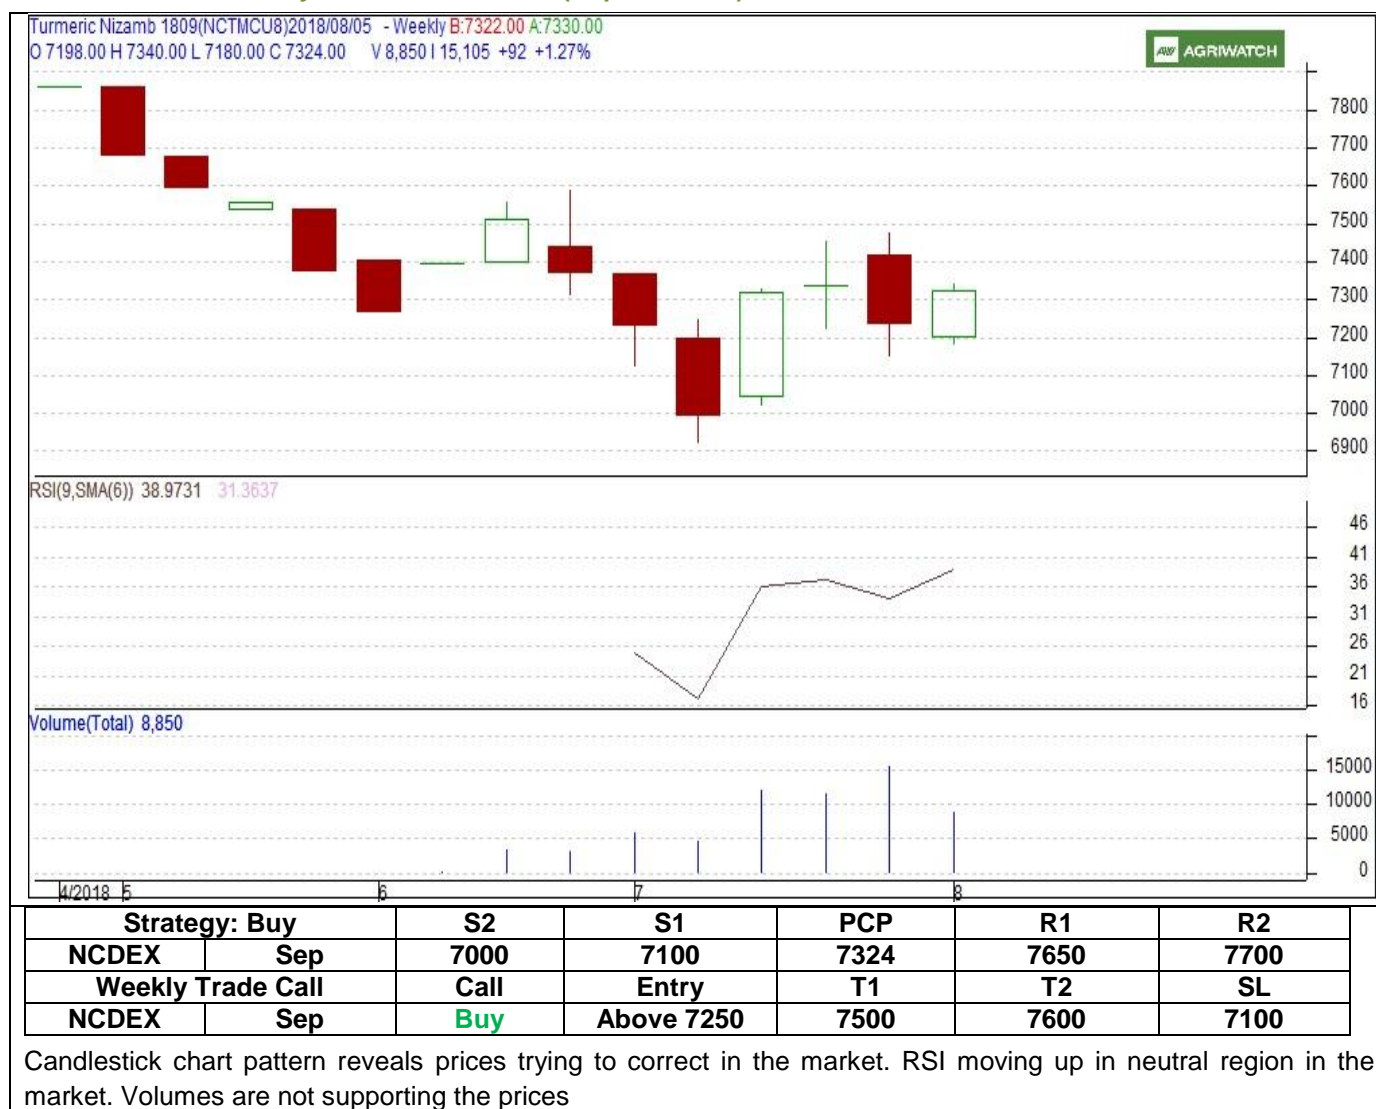 Turmeric Nizamb 1809(NCTMCU8)2018/08/05 - Weekly B:7322.00 A:7330.00
O 7198.00 H 7340.00 L 7180.00 C 7324.00 V 8,850 I 15,105 +92 +1.27%
AW AGRIWATCH
7800
7700
7600
7500
7400
7300
7200
7100
7000
6900
RSI(9,SMA(6)) 38.9731 31.3637
46
41
36
31
26
21
16
Volume(Total) 8,850
15000
10000
5000
0
4/2018 5 6 7 8
Strategy: Buy S2 S1 PCP R1 R2
NCDEX Sep 7000 7100 7324 7650 7700
Weekly Trade Call Call Entry T1 T2 SL
NCDEX Sep Buy Above 7250 7500 7600 7100
Candlestick chart pattern reveals prices trying to correct in the market. RSI moving up in neutral region in the
market. Volumes are not supporting the prices